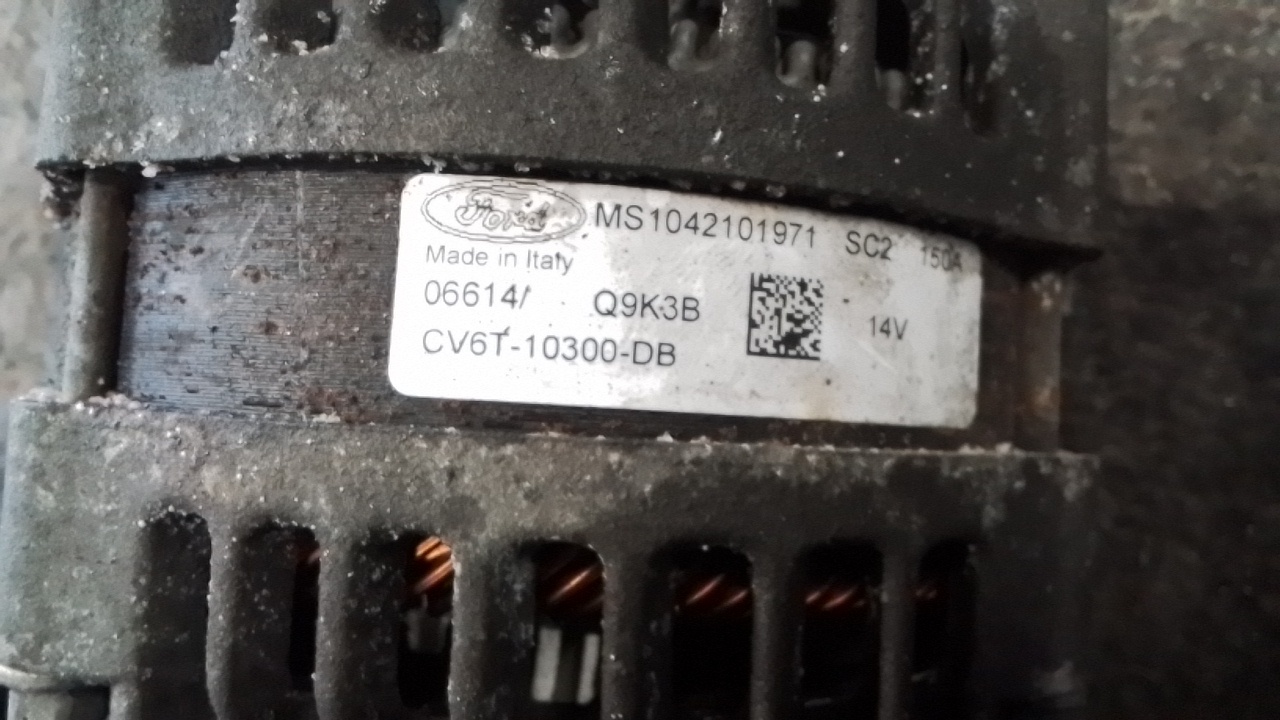 Ford MS1042101971 SC2 150A
Made in Italy
06614/ Q9K3B 14V
CV6T-10300-DB